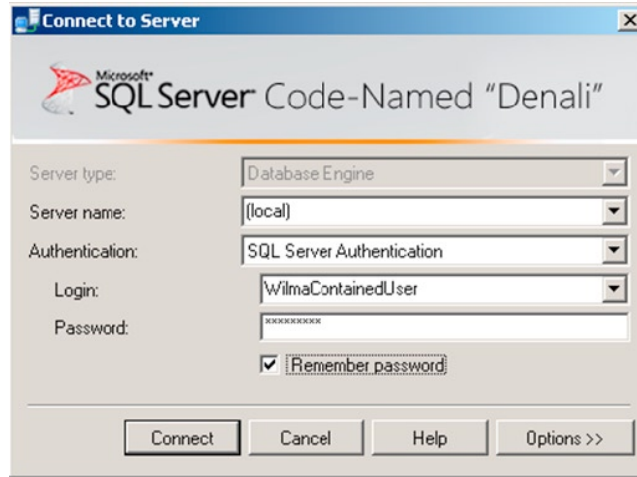 Connect to Server
Microsoft®
SQL Server Code-Named "Denali"
Server type: Database Engine
Server name: (local)
Authentication: SQL Server Authentication
Login: WilmaContainedUser
Password: ×××××××××
Remember password
Connect Cancel Help Options >>